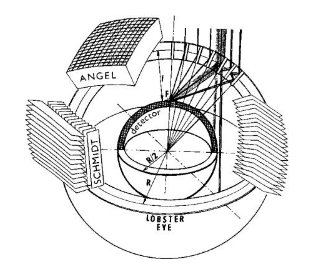 ANGEL
F
detector
SCHMIDT
R/2
R
LOBSTER
EYE